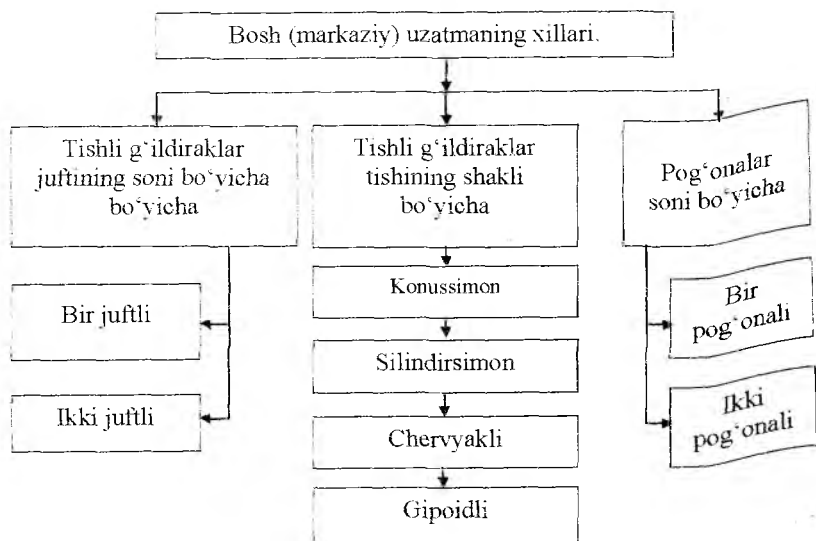 Bosh (markaziy) uzatmaning xillari.
Tishli g‘ildiraklar
juftining soni bo‘yicha
bo‘yicha
Bir juftli
Ikki juftli
Tishli g‘ildiraklar
tishining shakli
bo‘yicha
Konussimon
Silindirsimon
Chervyakli
Gipoidli
Pog‘onalar
soni bo‘yicha
Bir
pog‘onali
Ikki
pog‘onali